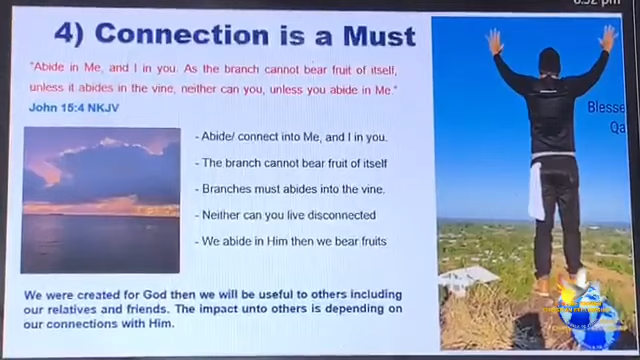 6:52 pm
4) Connection is a Must
"Abide in Me, and I in you. As the branch cannot bear fruit of itself,
unless it abides in the vine, neither can you, unless you abide in Me."
John 15:4 NKJV
- Abide/ connect into Me, and I in you.
- The branch cannot bear fruit of itself
- Branches must abides into the vine.
- Neither can you live disconnected
- We abide in Him then we bear fruits
We were created for God then we will be useful to others including
our relatives and friends. The impact unto others is depending on
our connections with Him.
Blesse
Qa